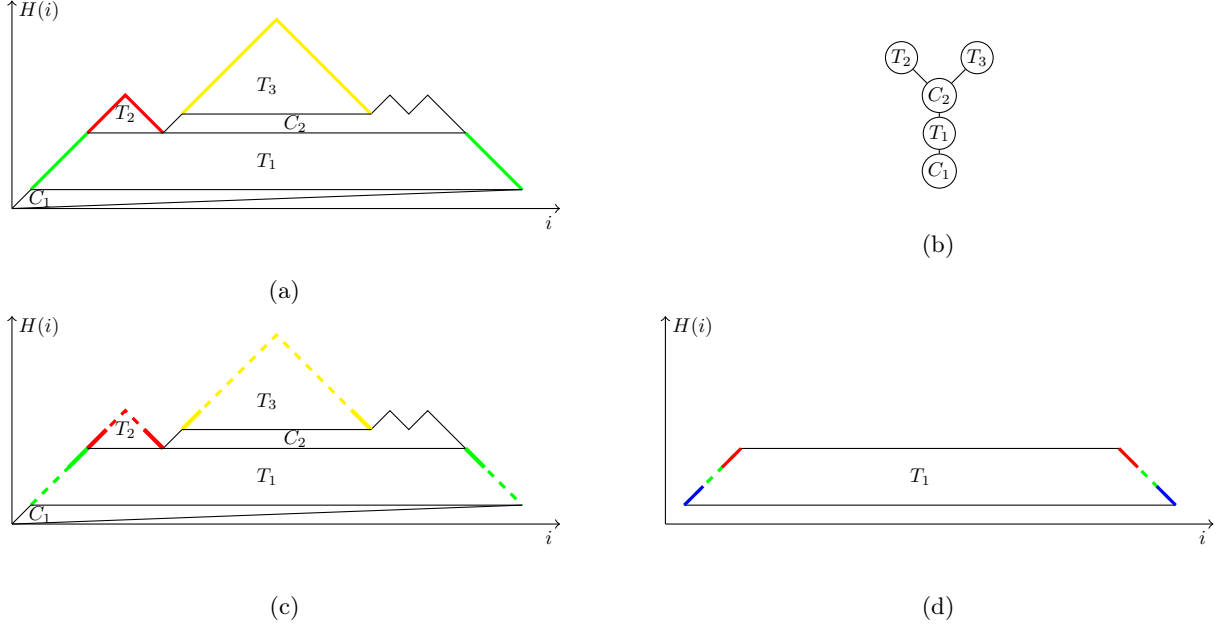 H(i)
T₃
T₂
C₂
T₁
C₁
i
(a)
T₂
T₃
C₂
T₁
C₁
(b)
H(i)
T₃
T₂
C₂
T₁
C₁
i
(c)
H(i)
T₁
i
(d)